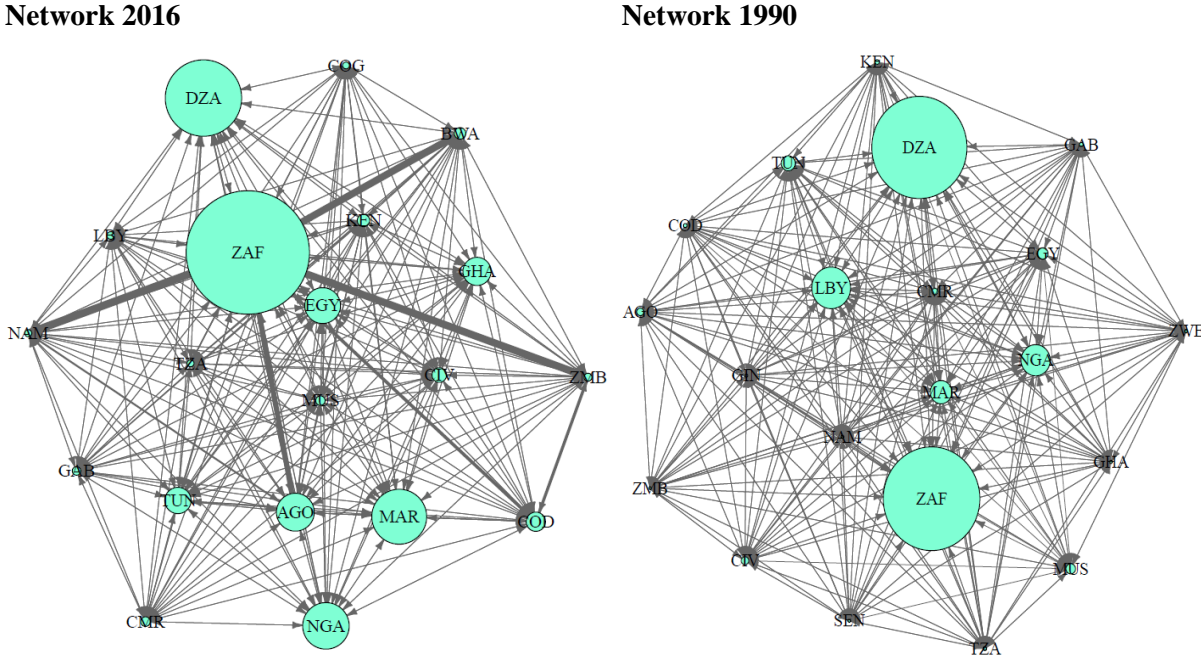 Network 2016
COG
DZA
BWA
KEN
LBY
ZAF
GHA
EGY
NAM
TZA
CIV
ZMB
MUS
GAB
TUN
AGO
MAR
COD
CMR
NGA
Network 1990
KEN
DZA
GAB
TUN
COD
EGY
LBY
CMR
AGO
ZWE
NGA
GIN
MAR
NAM
GHA
ZMB
ZAF
CIV
MUS
SEN
TZA